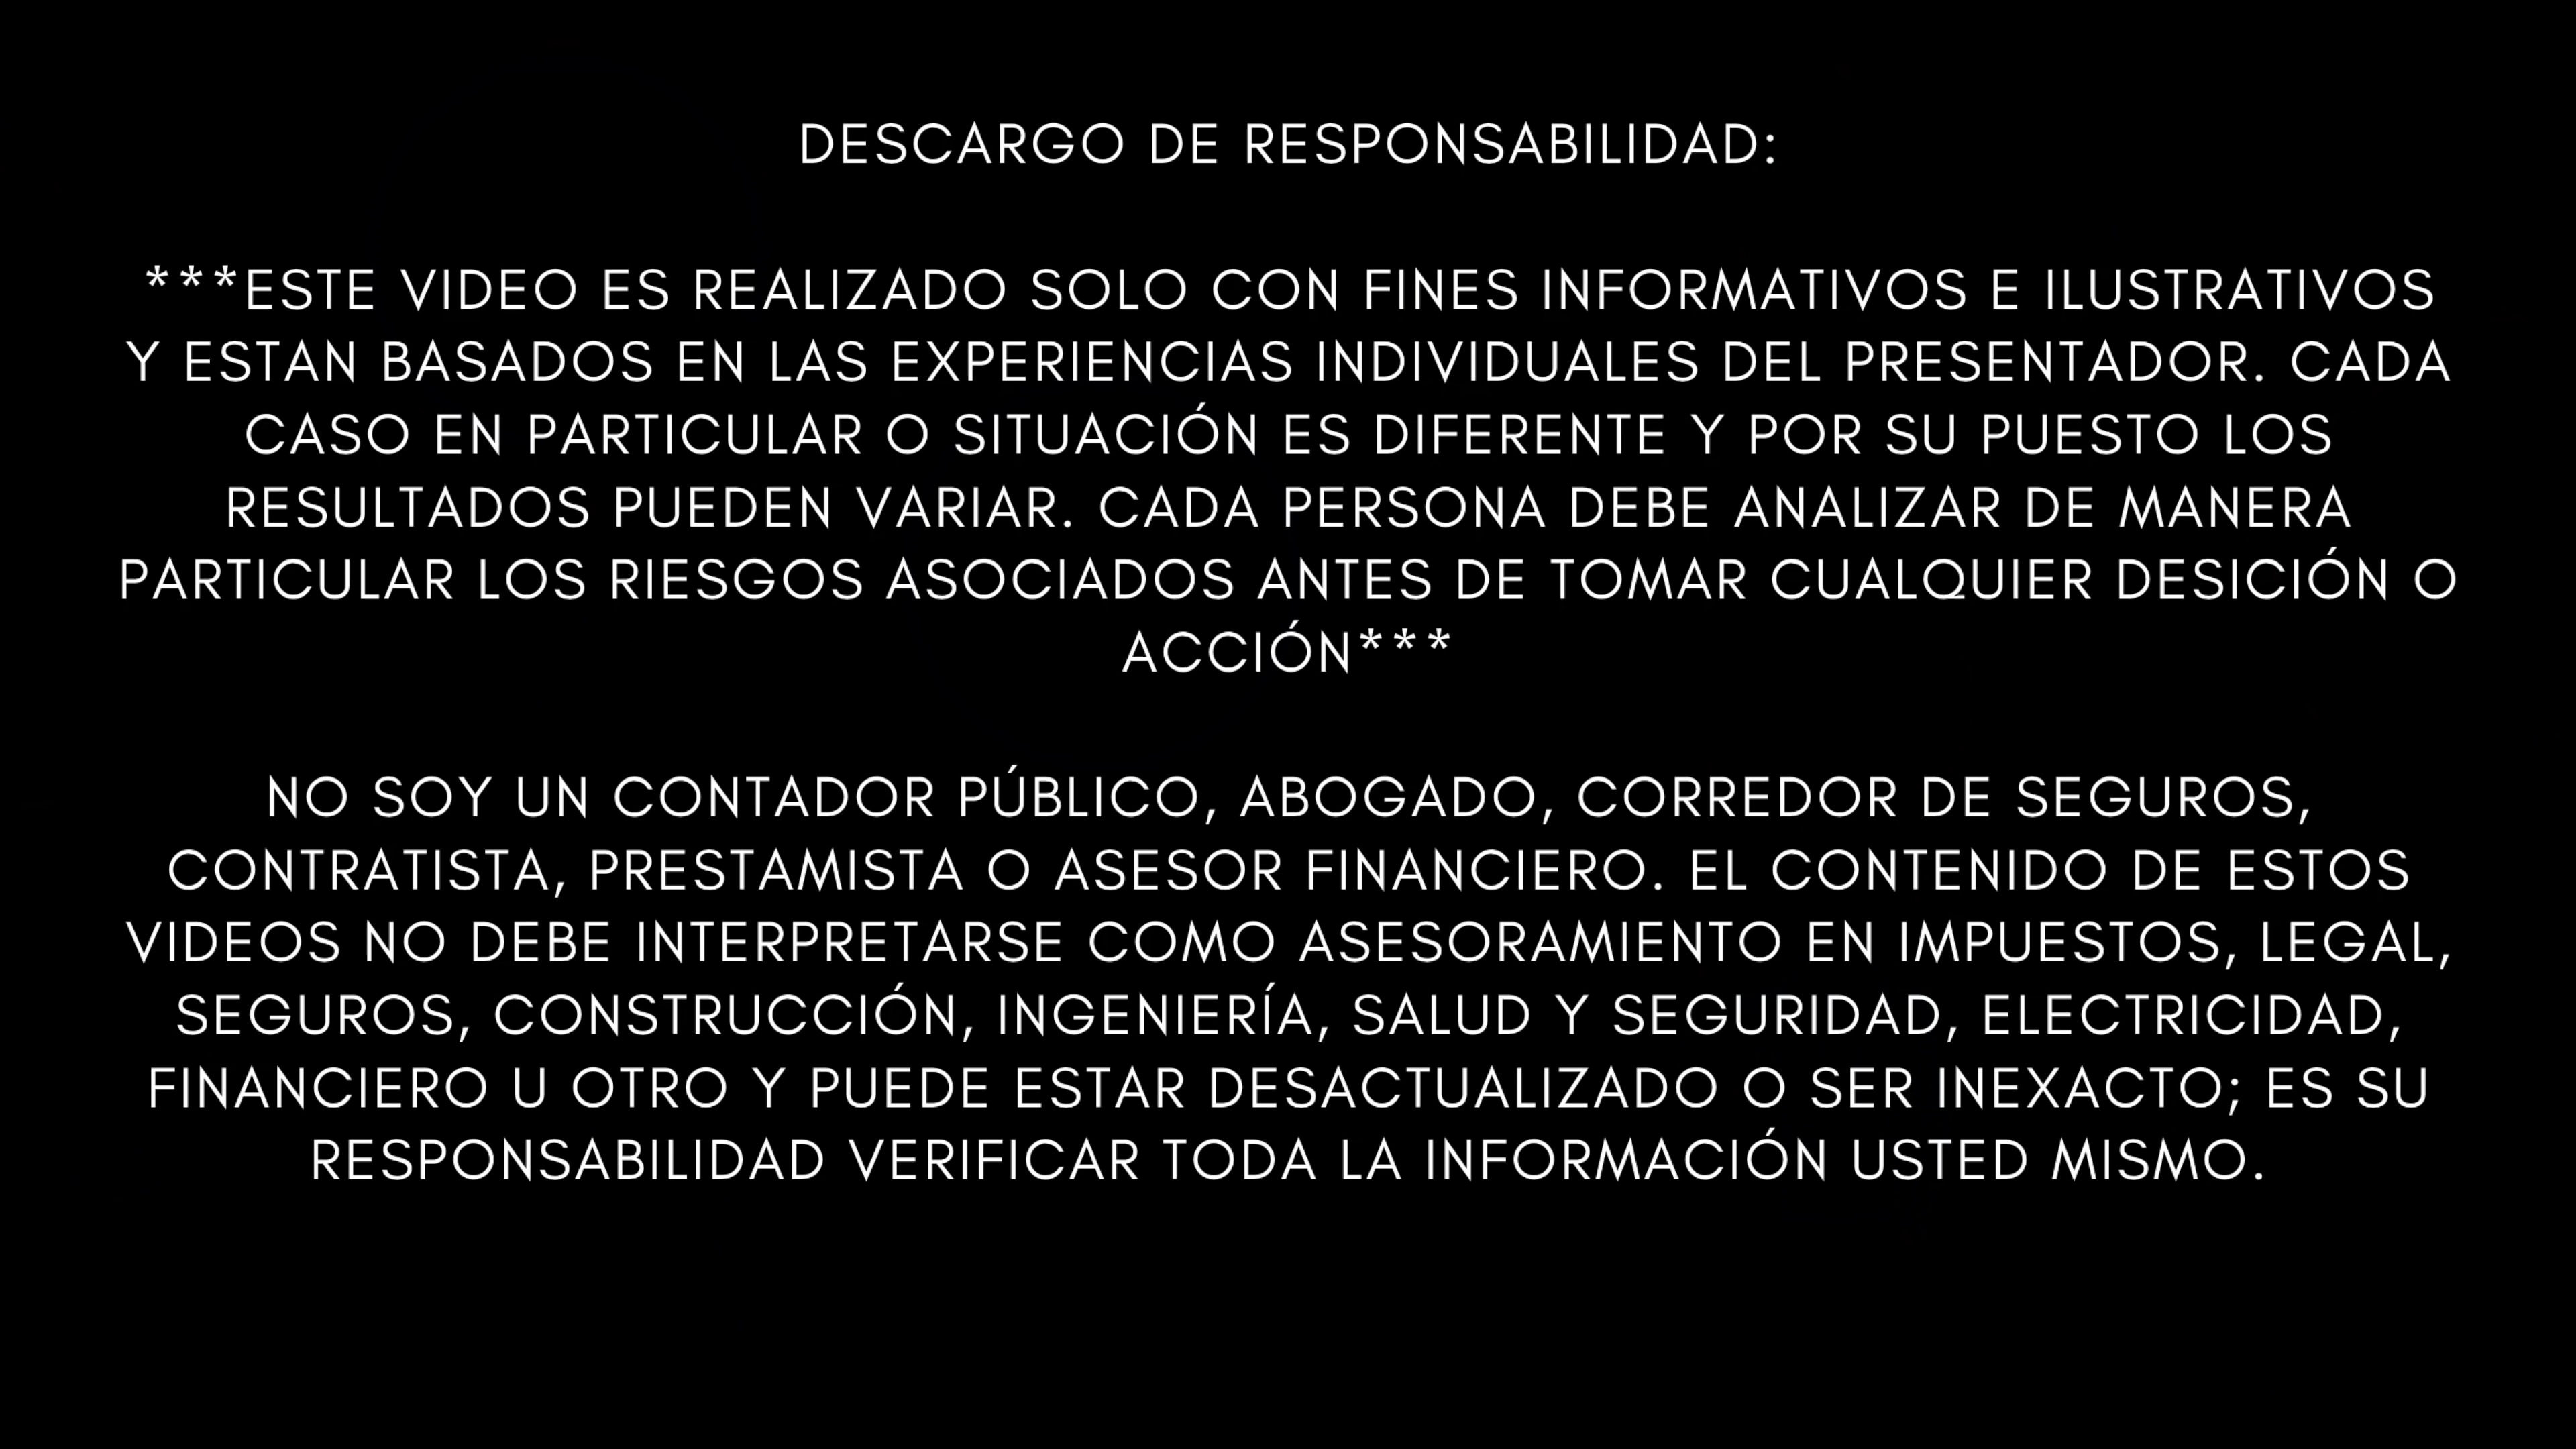 DESCARGO DE RESPONSABILIDAD:
***ESTE VIDEO ES REALIZADO SOLO CON FINES INFORMATIVOS E ILUSTRATIVOS
Y ESTAN BASADOS EN LAS EXPERIENCIAS INDIVIDUALES DEL PRESENTADOR. CADA
CASO EN PARTICULAR O SITUACIÓN ES DIFERENTE Y POR SU PUESTO LOS
RESULTADOS PUEDEN VARIAR. CADA PERSONA DEBE ANALIZAR DE MANERA
PARTICULAR LOS RIESGOS ASOCIADOS ANTES DE TOMAR CUALQUIER DESICIÓN O
ACCIÓN***
NO SOY UN CONTADOR PÚBLICO, ABOGADO, CORREDOR DE SEGUROS,
CONTRATISTA, PRESTAMISTA O ASESOR FINANCIERO. EL CONTENIDO DE ESTOS
VIDEOS NO DEBE INTERPRETARSE COMO ASESORAMIENTO EN IMPUESTOS, LEGAL,
SEGUROS, CONSTRUCCIÓN, INGENIERÍA, SALUD Y SEGURIDAD, ELECTRICIDAD,
FINANCIERO U OTRO Y PUEDE ESTAR DESACTUALIZADO O SER INEXACTO; ES SU
RESPONSABILIDAD VERIFICAR TODA LA INFORMACIÓN USTED MISMO.